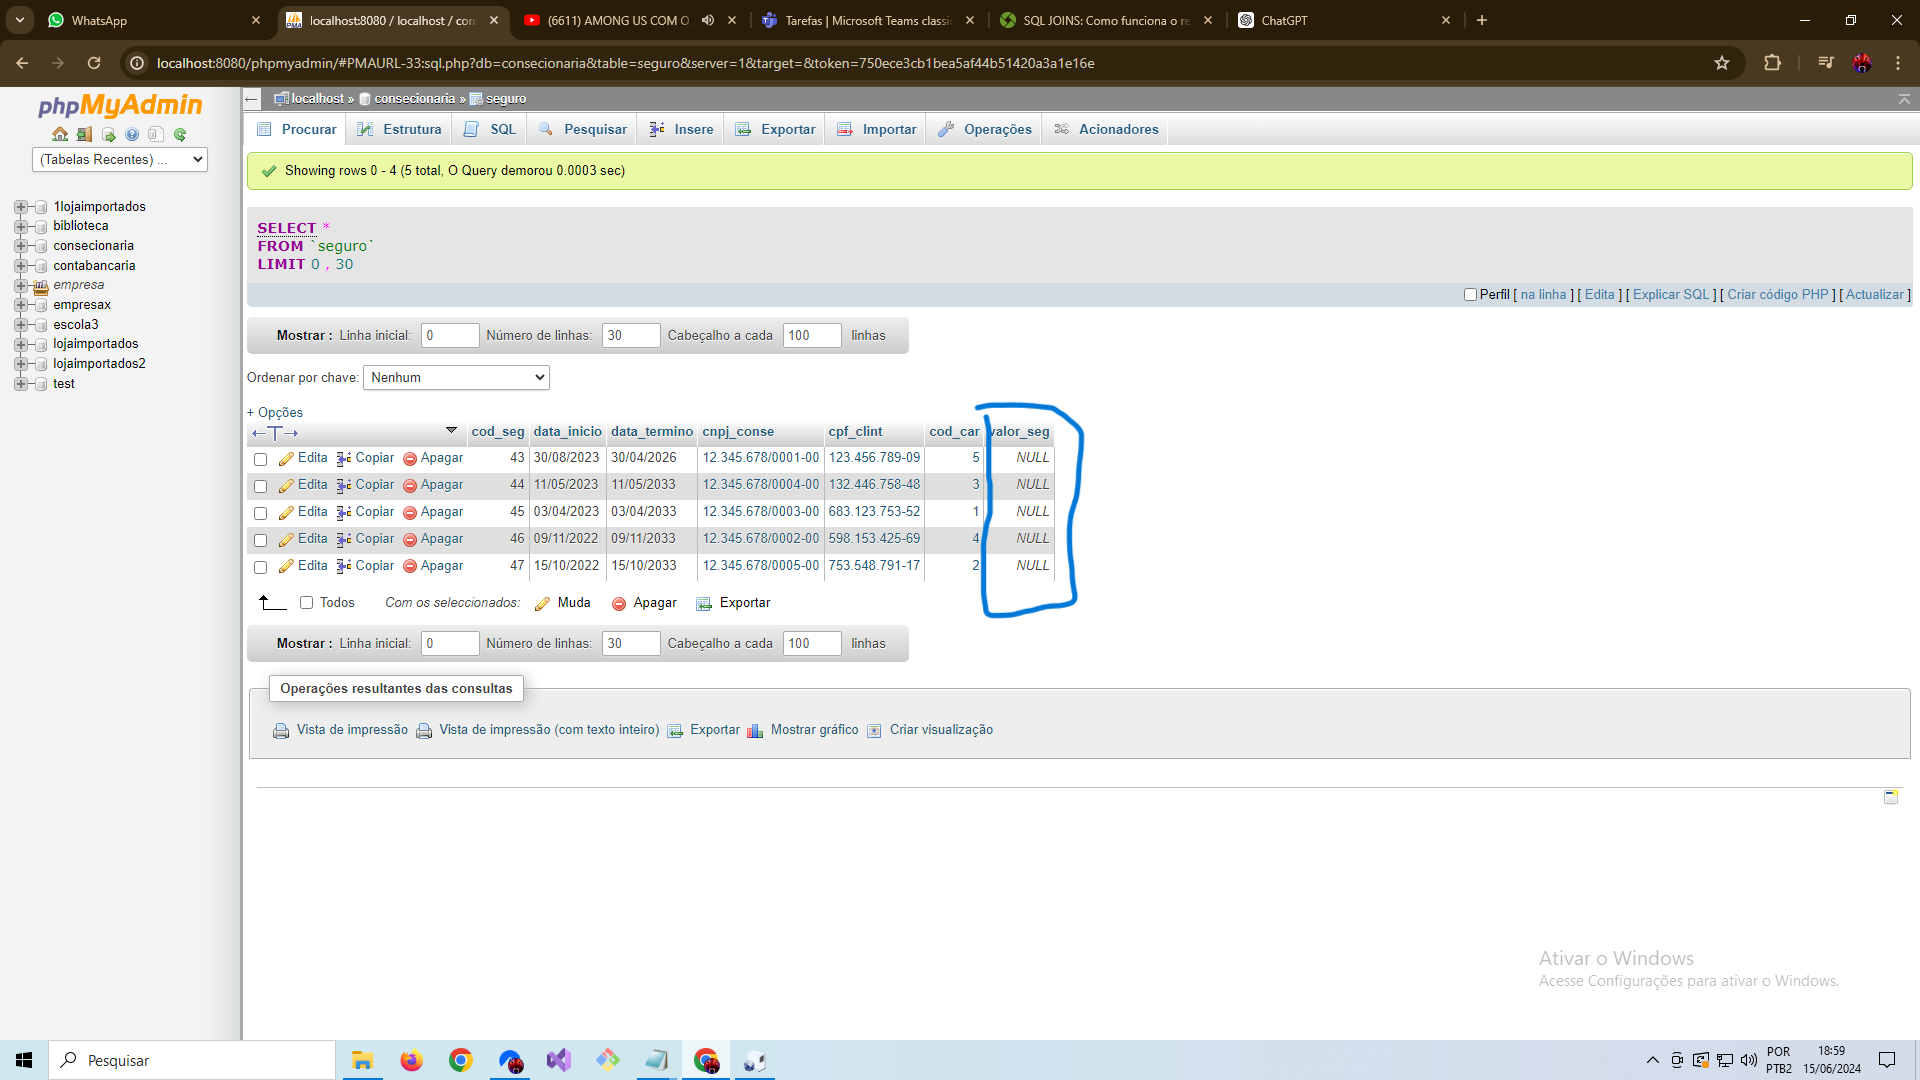 WhatsApp
localhost:8080 / localhost / con
(6611) AMONG US COM O
Tarefas | Microsoft Teams classic
SQL JOINS: Como funciona o re
ChatGPT
localhost:8080/phpmyadmin/#PMAURL-33:sql.php?db=consecionaria&table=seguro&server=1&target=&token=750ece3cb1bea5af44b51420a3a1e16e
phpMyAdmin
(Tabelas Recentes) ...
1lojaimportados
biblioteca
consecionaria
contabancaria
empresa
empresax
escola3
lojaimportados
lojaimportados2
test
localhost » consecionaria » seguro
Procurar Estrutura SQL Pesquisar Insere Exportar Importar Operações Acionadores
Showing rows 0 - 4 (5 total, O Query demorou 0.0003 sec)
SELECT *
FROM `seguro`
LIMIT 0 , 30
Perfil [ na linha ] [ Edita ] [ Explicar SQL ] [ Criar código PHP ] [ Actualizar ]
Mostrar : Linha inicial: 0 Número de linhas: 30 Cabeçalho a cada 100 linhas
Ordenar por chave: Nenhum
+ Opções
←T→ cod_seg data_inicio data_termino cnpj_conse cpf_clint cod_car valor_seg
Edita Copiar Apagar 43 30/08/2023 30/04/2026 12.345.678/0001-00 123.456.789-09 5 NULL
Edita Copiar Apagar 44 11/05/2023 11/05/2033 12.345.678/0004-00 132.446.758-48 3 NULL
Edita Copiar Apagar 45 03/04/2023 03/04/2033 12.345.678/0003-00 683.123.753-52 1 NULL
Edita Copiar Apagar 46 09/11/2022 09/11/2033 12.345.678/0002-00 598.153.425-69 4 NULL
Edita Copiar Apagar 47 15/10/2022 15/10/2033 12.345.678/0005-00 753.548.791-17 2 NULL
Todos Com os seleccionados: Muda Apagar Exportar
Mostrar : Linha inicial: 0 Número de linhas: 30 Cabeçalho a cada 100 linhas
Operações resultantes das consultas
Vista de impressão Vista de impressão (com texto inteiro) Exportar Mostrar gráfico Criar visualização
Ativar o Windows
Acesse Configurações para ativar o Windows.
Pesquisar
POR
PTB2
18:59
15/06/2024